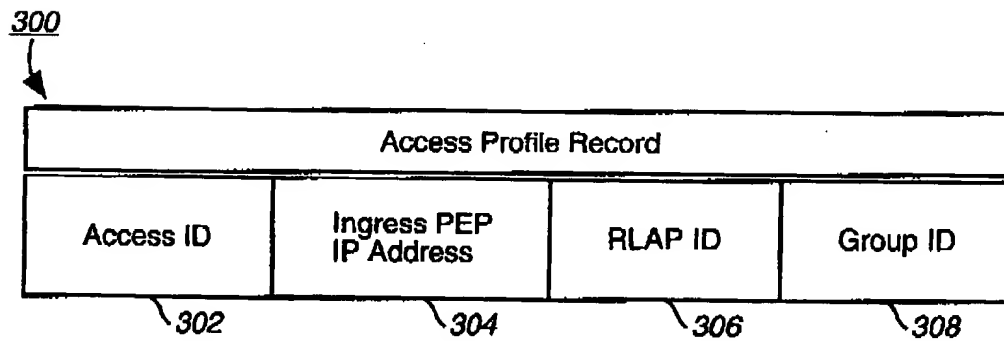 300
Access Profile Record
Access ID
Ingress PEP
IP Address
RLAP ID
Group ID
302
304
306
308